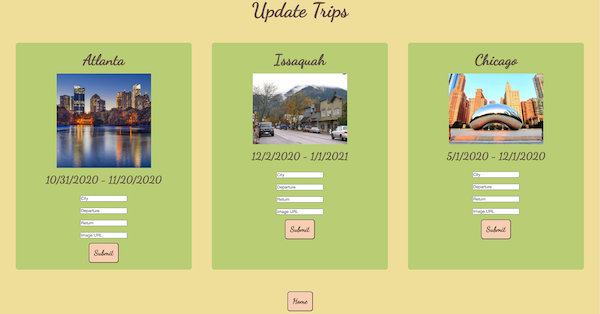 Update Trips
Atlanta
10/31/2020 - 11/20/2020
City
Departure
Return
Image URL
Submit
Issaquah
12/2/2020 - 1/1/2021
City
Departure
Return
Image URL
Submit
Chicago
5/1/2020 - 12/1/2020
City
Departure
Return
Image URL
Submit
Home